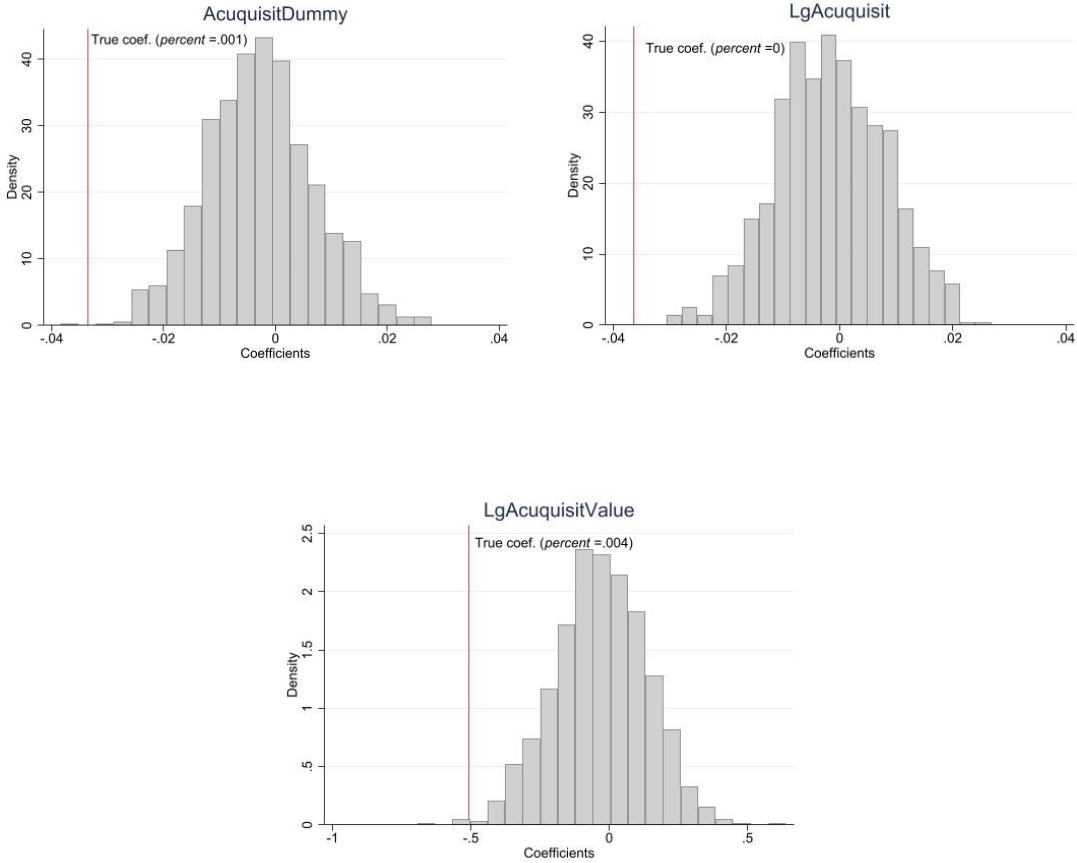 AcuquisitDummy
True coef. (percent =.001)
Density
0
10
20
30
40
-.04
-.02
0
.02
.04
Coefficients
LgAcuquisit
True coef. (percent =0)
Density
0
10
20
30
40
-.04
-.02
0
.02
.04
Coefficients
LgAcuquisitValue
True coef. (percent =.004)
Density
0
.5
1
1.5
2
2.5
-1
-.5
0
.5
Coefficients